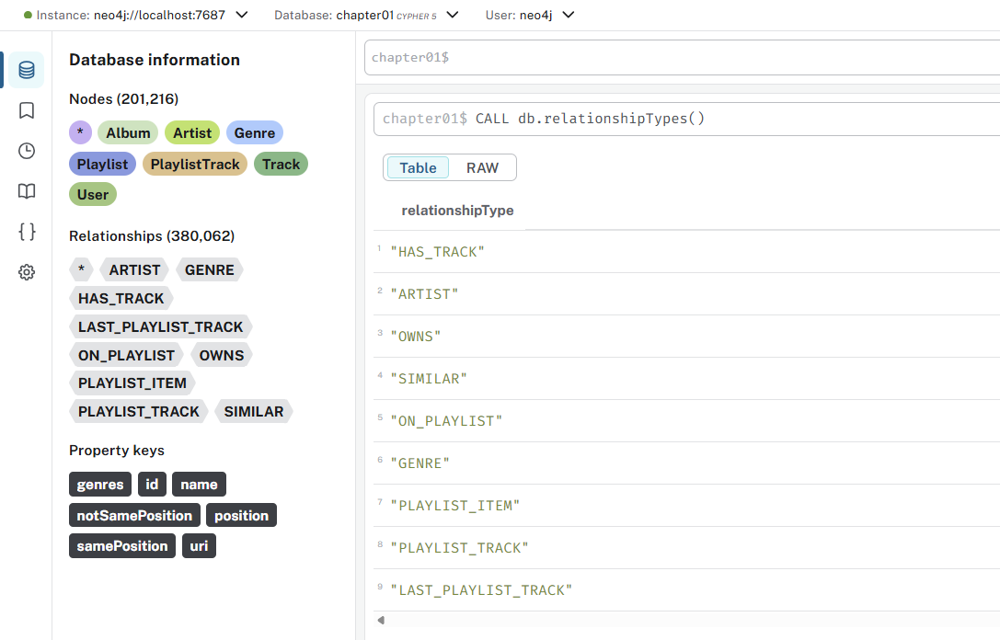 Instance: neo4j://localhost:7687 Database: chapter01 CYPHER 5 User: neo4j
Database information
Nodes (201,216)
* Album Artist Genre
Playlist PlaylistTrack Track
User
Relationships (380,062)
* ARTIST GENRE
HAS_TRACK
LAST_PLAYLIST_TRACK
ON_PLAYLIST OWNS
PLAYLIST_ITEM
PLAYLIST_TRACK SIMILAR
Property keys
genres id name
notSamePosition position
samePosition uri
chapter01$
chapter01$ CALL db.relationshipTypes()
Table RAW
relationshipType
1 "HAS_TRACK"
2 "ARTIST"
3 "OWNS"
4 "SIMILAR"
5 "ON_PLAYLIST"
6 "GENRE"
7 "PLAYLIST_ITEM"
8 "PLAYLIST_TRACK"
9 "LAST_PLAYLIST_TRACK"